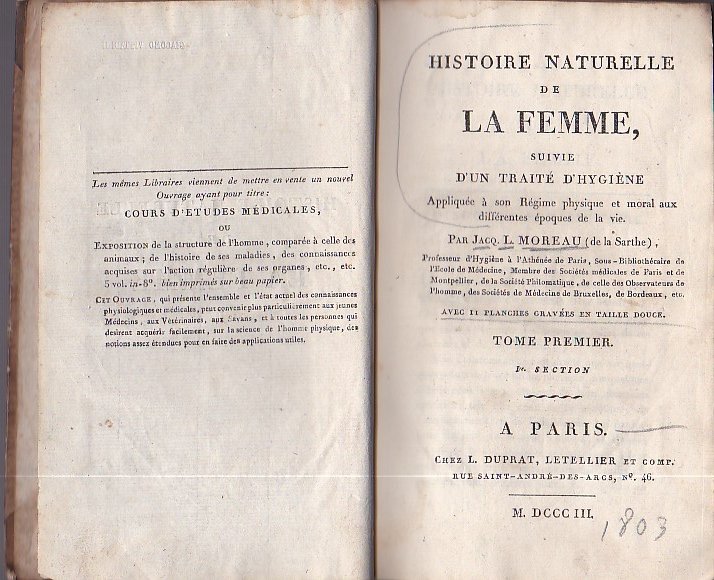 Les mêmes Libraires viennent de mettre en vente un nouvel
Ouvrage ayant pour titre:
COURS D'ETUDES MÉDICALES,
OU
EXPOSITION de la structure de l'homme, comparée à celle des
animaux; de l'histoire de ses maladies, des connaissances
acquises sur l'action régulière de ses organes, etc., etc.
5 vol. in-8º. bien imprimés sur beau papier.
CET OUVRAGE, qui présente l'ensemble et l'état actuel des connaissances
physiologiques et médicales, peut convenir plus particulièrement aux jeunes
Médecins, aux Vétérinaires, aux Savans, et à toutes les personnes qui
desirent acquérir facilement, sur la science de l'homme physique, des
notions assez étendues pour en faire des applications utiles.
HISTOIRE NATURELLE
DE
LA FEMME,
SUIVIE
D'UN TRAITÉ D'HYGIÈNE
Appliquée à son Régime physique et moral aux
différentes époques de la vie.
PAR JACQ. L. MOREAU (de la Sarthe),
Professeur d'Hygiène à l'Athénée de Paris, Sous-Bibliothécaire de
l'Ecole de Médecine, Membre des Sociétés médicales de Paris et de
Montpellier, de la Société Philomatique, de celle des Observateurs de
l'homme, des Sociétés de Médecine de Bruxelles, de Bordeaux, etc.
AVEC 11 PLANCHES GRAVÉES EN TAILLE DOUCE.
TOME PREMIER.
Ire. SECTION
A PARIS.
CHEZ L. DUPRAT, LETELLIER ET COMP.
RUE SAINT-ANDRÉ-DES-ARCS, Nº. 46.
M. DCCC III.
1803